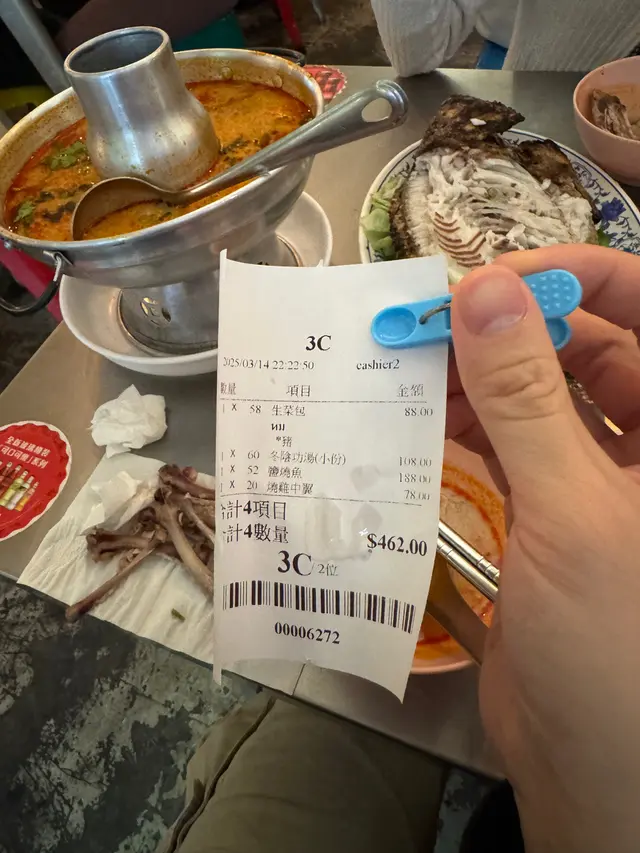 3C
2025/03/14 22:22:50 cashier2
數量 項目 金額
1 x 58 生菜包 88.00
หมู
*豬
1 x 60 冬陰功湯(小份) 108.00
1 x 52 鹽燒魚 188.00
1 x 20 燒雞中翼 78.00
計4項目
計4數量 $462.00
3C/2位
00006272